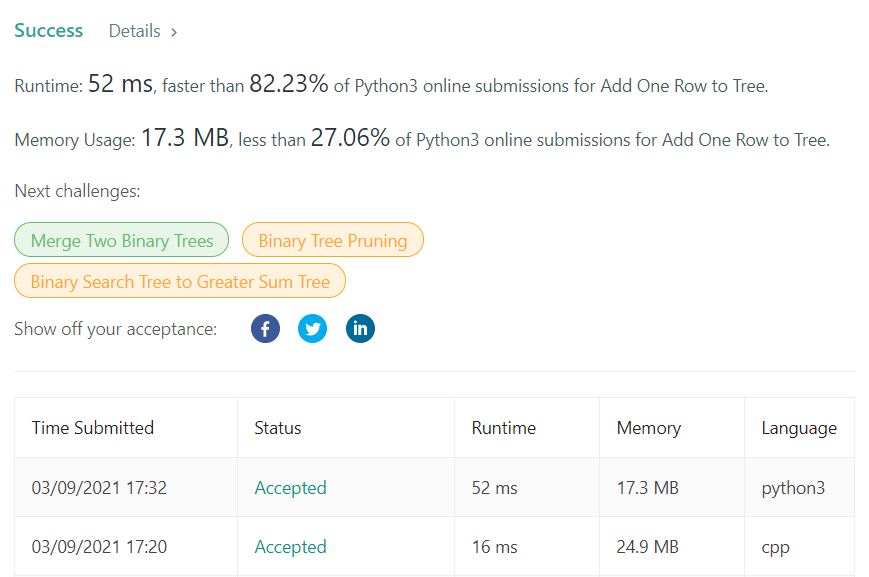 Success Details >
Runtime: 52 ms, faster than 82.23% of Python3 online submissions for Add One Row to Tree.
Memory Usage: 17.3 MB, less than 27.06% of Python3 online submissions for Add One Row to Tree.
Next challenges:
Merge Two Binary Trees Binary Tree Pruning
Binary Search Tree to Greater Sum Tree
Show off your acceptance: f in
Time Submitted Status Runtime Memory Language
03/09/2021 17:32 Accepted 52 ms 17.3 MB python3
03/09/2021 17:20 Accepted 16 ms 24.9 MB cpp